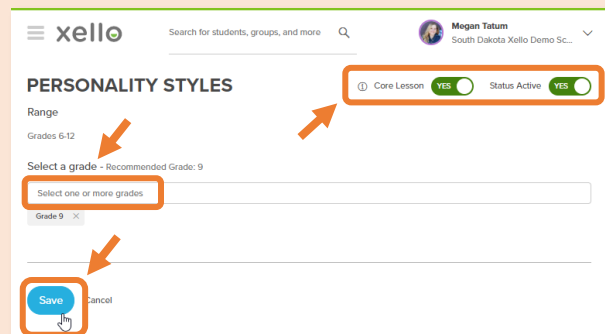 xello
Search for students, groups, and more
Megan Tatum
South Dakota Xello Demo Sc...
PERSONALITY STYLES
Core Lesson YES Status Active YES
Range
Grades 6-12
Select a grade - Recommended Grade: 9
Select one or more grades
Grade 9 ×
Save Cancel